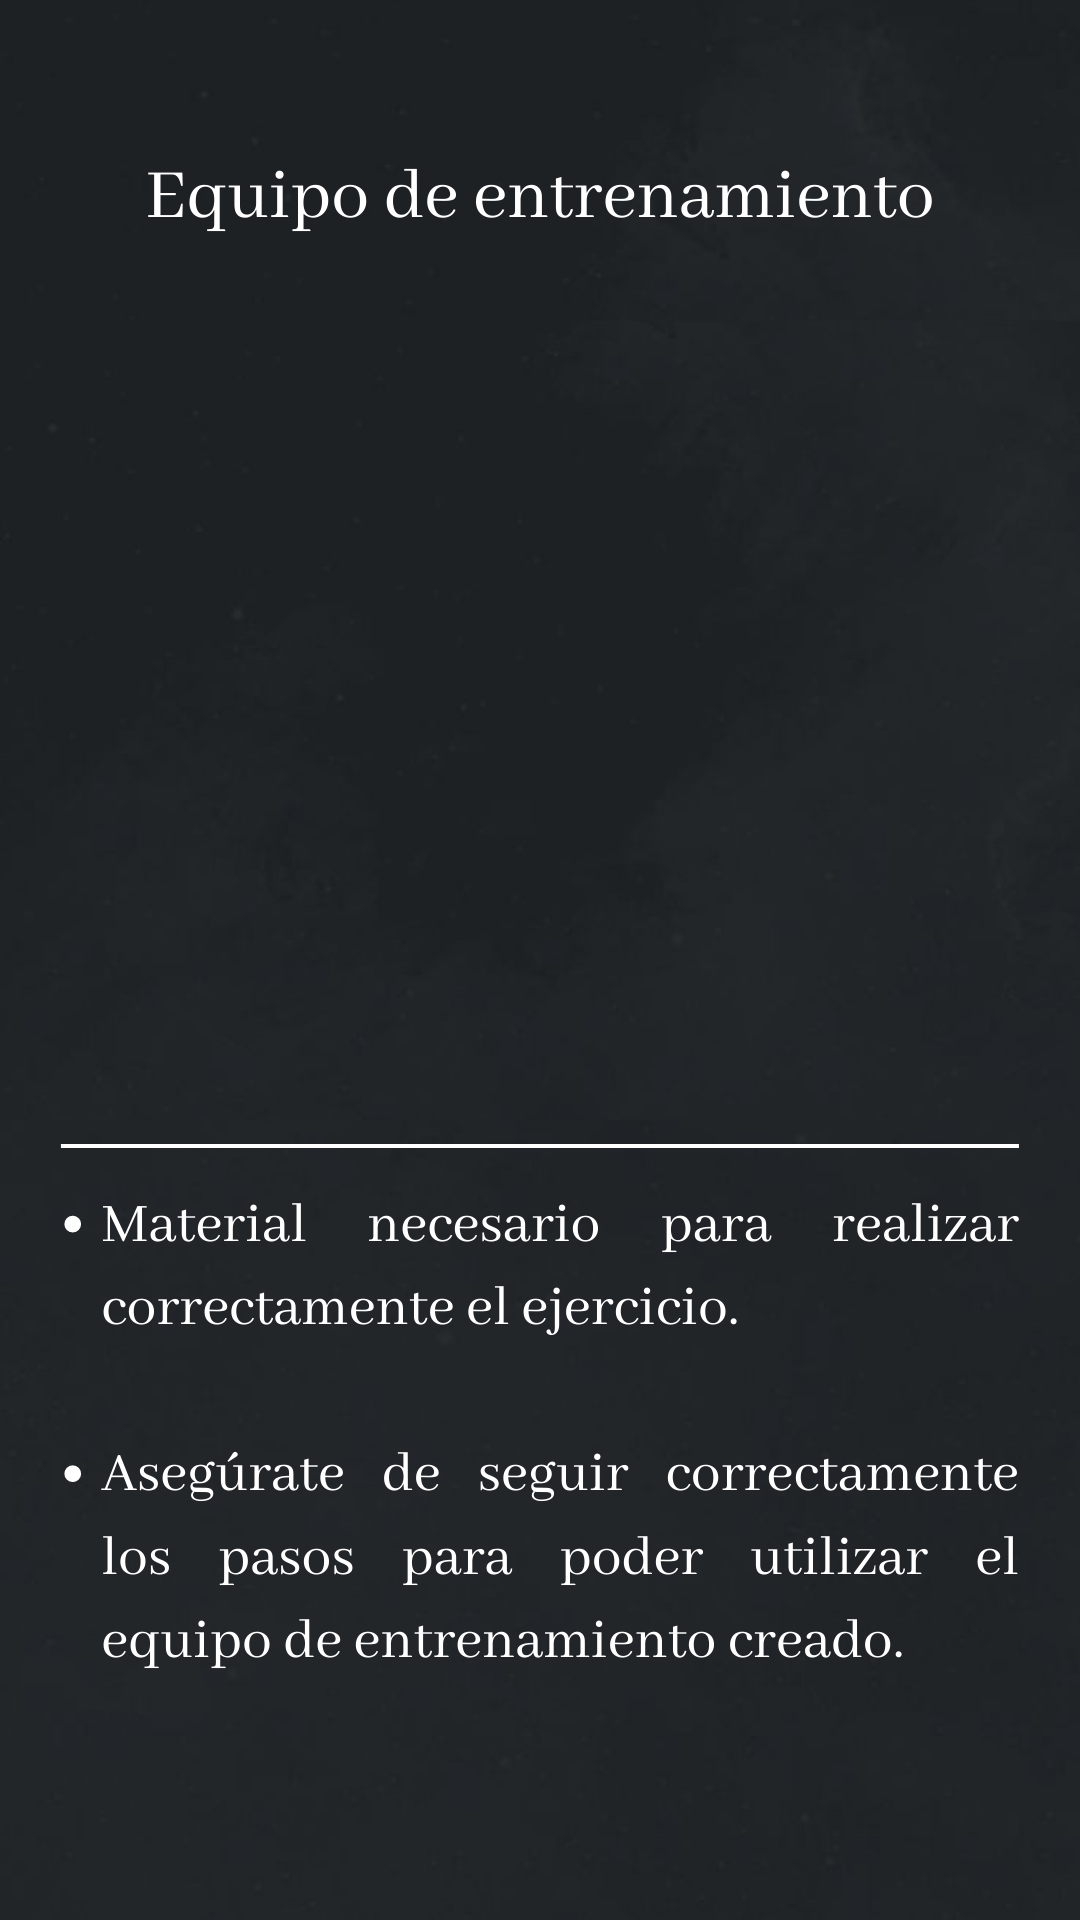 Equipo de entrenamiento
• Material necesario para realizar
correctamente el ejercicio.
• Asegúrate de seguir correctamente
los pasos para poder utilizar el
equipo de entrenamiento creado.